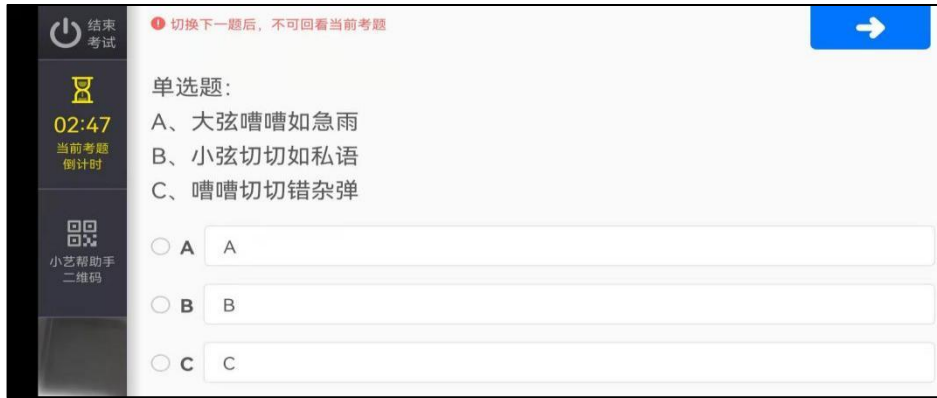 结束
考试
切换下一题后，不可回看当前考题
02:47
当前考题
倒计时
小艺帮助手
二维码
单选题：
A、大弦嘈嘈如急雨
B、小弦切切如私语
C、嘈嘈切切错杂弹
A A
B B
C C